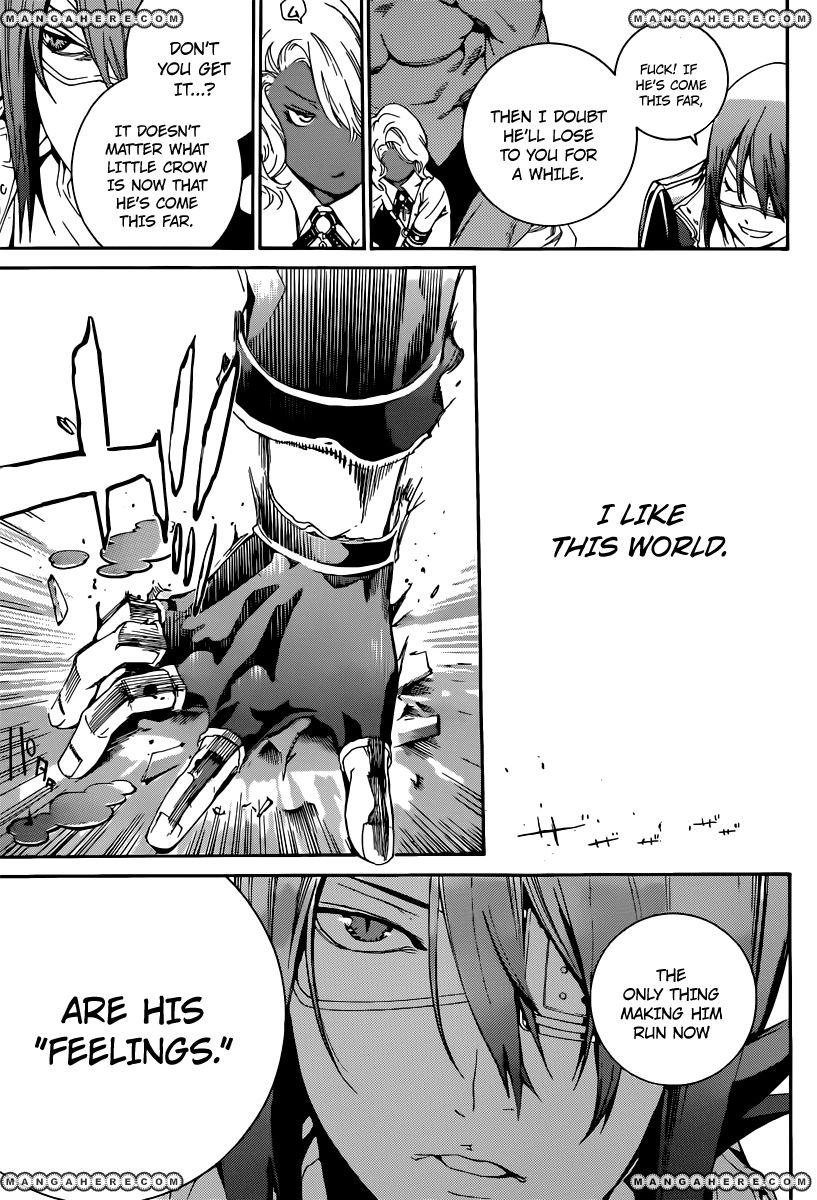 MANGAHERE.COM
MANGAHERE.COM
FUCK! IF
HE'S COME
THIS FAR,
THEN I DOUBT
HE'LL LOSE
TO YOU FOR
A WHILE.
DON'T
YOU GET
IT...?
IT DOESN'T
MATTER WHAT
LITTLE CROW
IS NOW THAT
HE'S COME
THIS FAR.
I LIKE
THIS WORLD.
THE
ONLY THING
MAKING HIM
RUN NOW
ARE HIS
"FEELINGS."
MANGAHERE.COM
MANGAHERE.COM